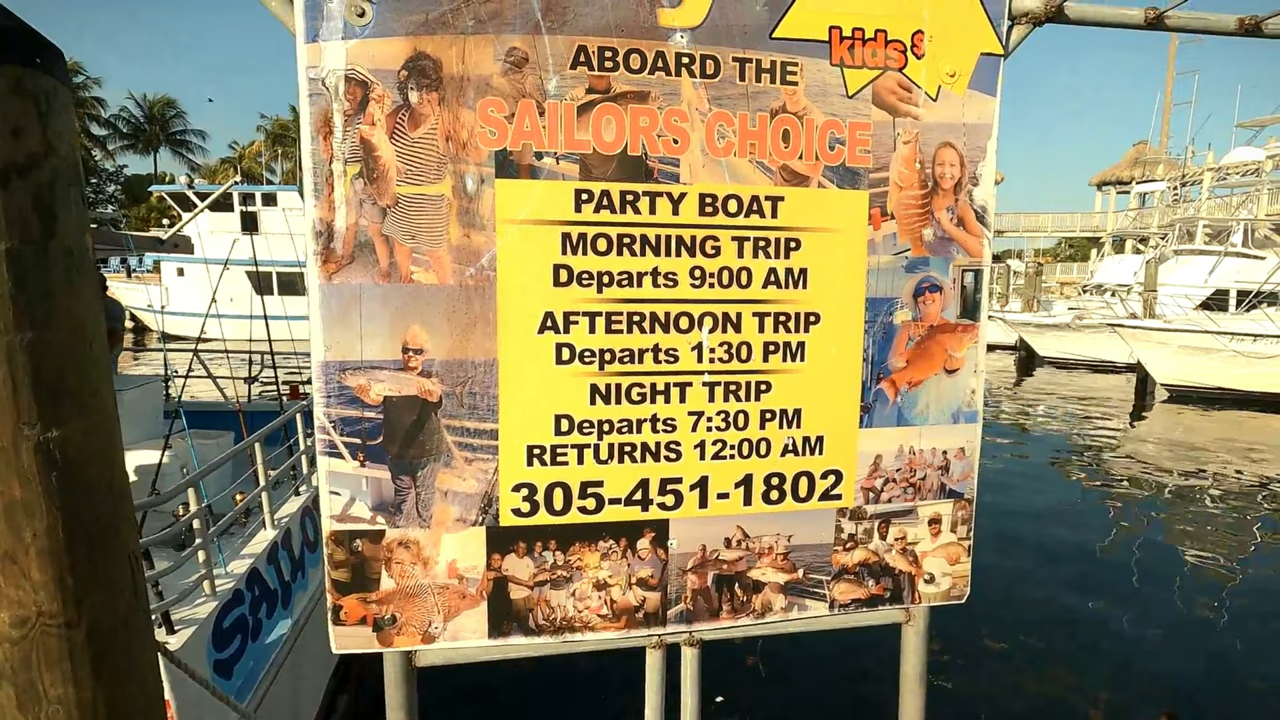 kids $
ABOARD THE
SAILORS CHOICE
PARTY BOAT
MORNING TRIP
Departs 9:00 AM
AFTERNOON TRIP
Departs 1:30 PM
NIGHT TRIP
Departs 7:30 PM
RETURNS 12:00 AM
305-451-1802
SAILO